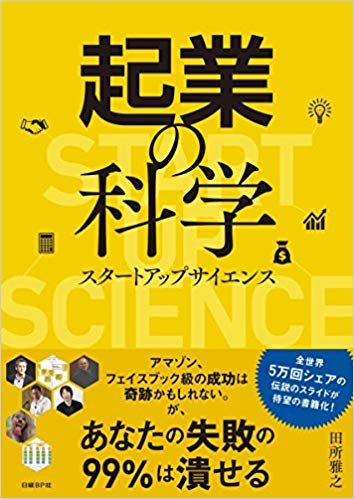 起業
の
科学
START
UP
SCIENCE
スタートアップサイエンス
アマゾン、
フェイスブック級の成功は
奇跡かもしれない。
が、
あなたの失敗の
99%は潰せる
全世界
5万回シェアの
伝説のスライドが
待望の書籍化!
田所雅之
日経BP社